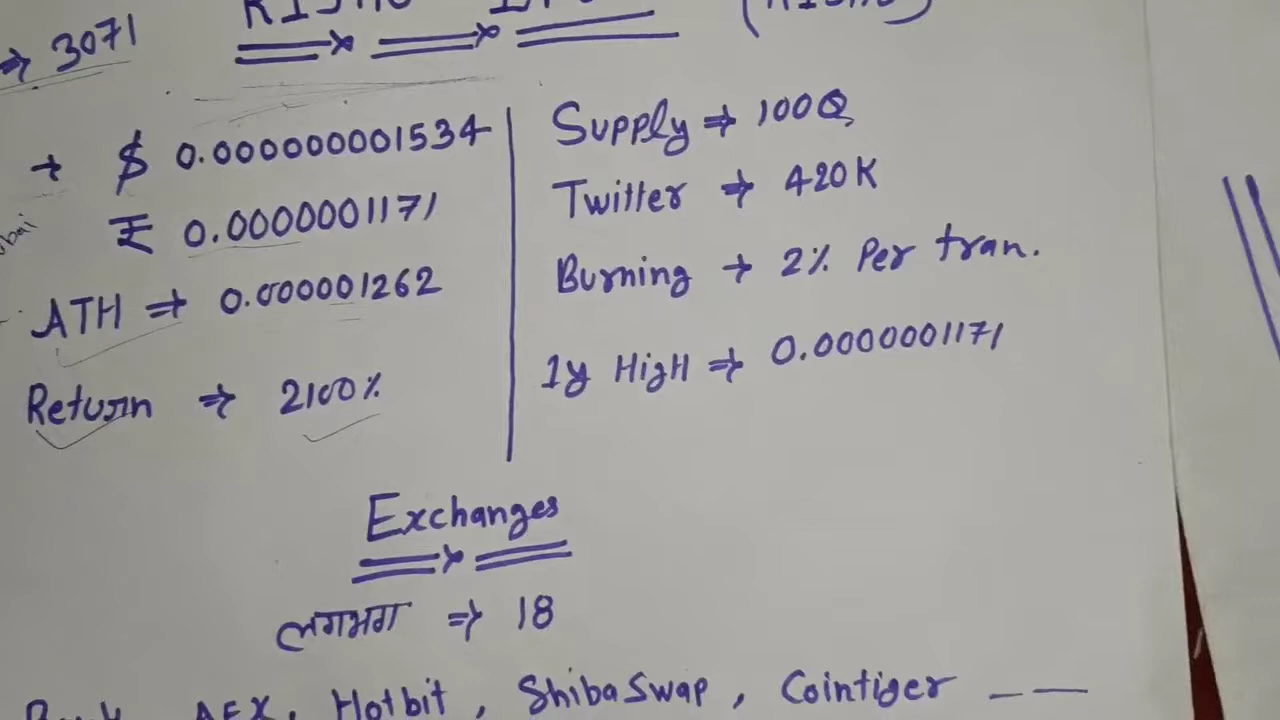 ⇒ 3071
+ $ 0.000000001534
₹ 0.0000001171
ATH ⇒ 0.000001262
Return ⇒ 2100%
Supply ⇒ 100Q
Twitter ⇒ 420K
Burning → 2% Per tran.
1y HigH ⇒ 0.0000001171
Exchanges
लगभग ⇒ 18
Hotbit, ShibaSwap, Cointiger — —